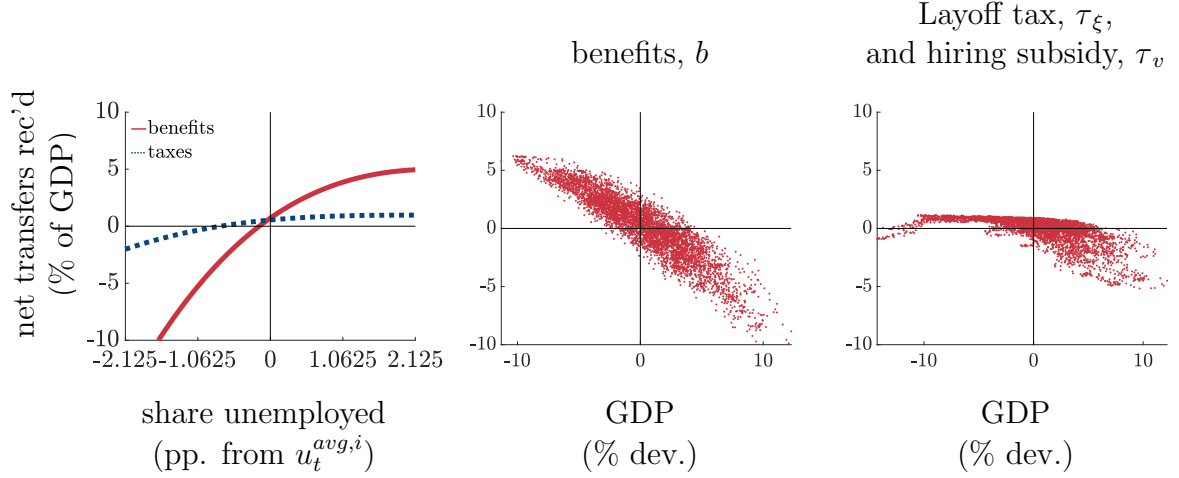 Layoff tax, τ_ξ,
benefits, b
and hiring subsidy, τ_v
net transfers rec'd
(% of GDP)
10
5
0
-5
-10
benefits
taxes
-2.125 -1.0625 0 1.0625 2.125
share unemployed
(pp. from u_t^{avg,i})
10
5
0
-5
-10
-10 0 10
GDP
(% dev.)
10
5
0
-5
-10
-10 0 10
GDP
(% dev.)